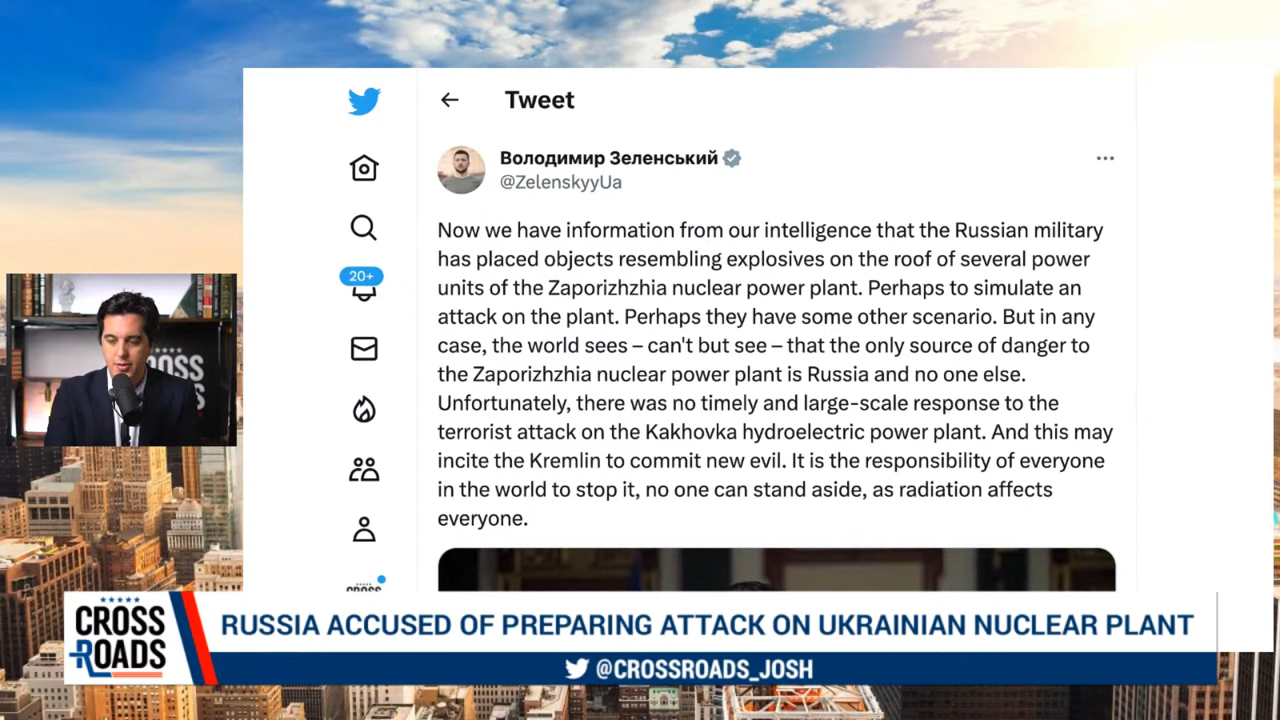 Tweet
Володимир Зеленський
@ZelenskyyUa
Now we have information from our intelligence that the Russian military
has placed objects resembling explosives on the roof of several power
units of the Zaporizhzhia nuclear power plant. Perhaps to simulate an
attack on the plant. Perhaps they have some other scenario. But in any
case, the world sees – can't but see – that the only source of danger to
the Zaporizhzhia nuclear power plant is Russia and no one else.
Unfortunately, there was no timely and large-scale response to the
terrorist attack on the Kakhovka hydroelectric power plant. And this may
incite the Kremlin to commit new evil. It is the responsibility of everyone
in the world to stop it, no one can stand aside, as radiation affects
everyone.
20+
CROSS
CROSS
CROSS
ROADS
RUSSIA ACCUSED OF PREPARING ATTACK ON UKRAINIAN NUCLEAR PLANT
@CROSSROADS_JOSH